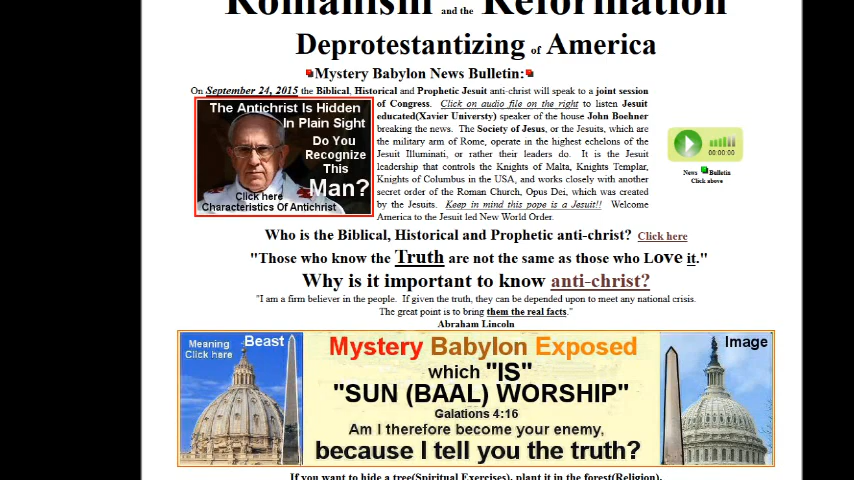 Romanism and the Reformation
Deprotestantizing of America
Mystery Babylon News Bulletin:
On September 24, 2015 the Biblical, Historical and Prophetic Jesuit anti-christ will speak to a joint session
of Congress. Click on audio file on the right to listen Jesuit
educated(Xavier Universty) speaker of the house John Boehner
breaking the news. The Society of Jesus, or the Jesuits, which are
the military arm of Rome, operate in the highest echelons of the
Jesuit Illuminati, or rather their leaders do. It is the Jesuit
leadership that controls the Knights of Malta, Knights Templar,
Knights of Columbus in the USA, and works closely with another
secret order of the Roman Church, Opus Dei, which was created
by the Jesuits. Keep in mind this pope is a Jesuit!! Welcome
America to the Jesuit led New World Order.
The Antichrist Is Hidden
In Plain Sight
Do You
Recognize
This
Man?
Click here
Characteristics Of Antichrist
00:00:00
News Bulletin
Click above
Who is the Biblical, Historical and Prophetic anti-christ? Click here
"Those who know the Truth are not the same as those who Love it."
Why is it important to know anti-christ?
"I am a firm believer in the people. If given the truth, they can be depended upon to meet any national crisis.
The great point is to bring them the real facts."
Abraham Lincoln
Meaning
Click here
Beast
Mystery Babylon Exposed
which "IS"
"SUN (BAAL) WORSHIP"
Galations 4:16
Am I therefore become your enemy,
because I tell you the truth?
Image
If you want to hide a tree(Spiritual Exercises), plant it in the forest(Religion).